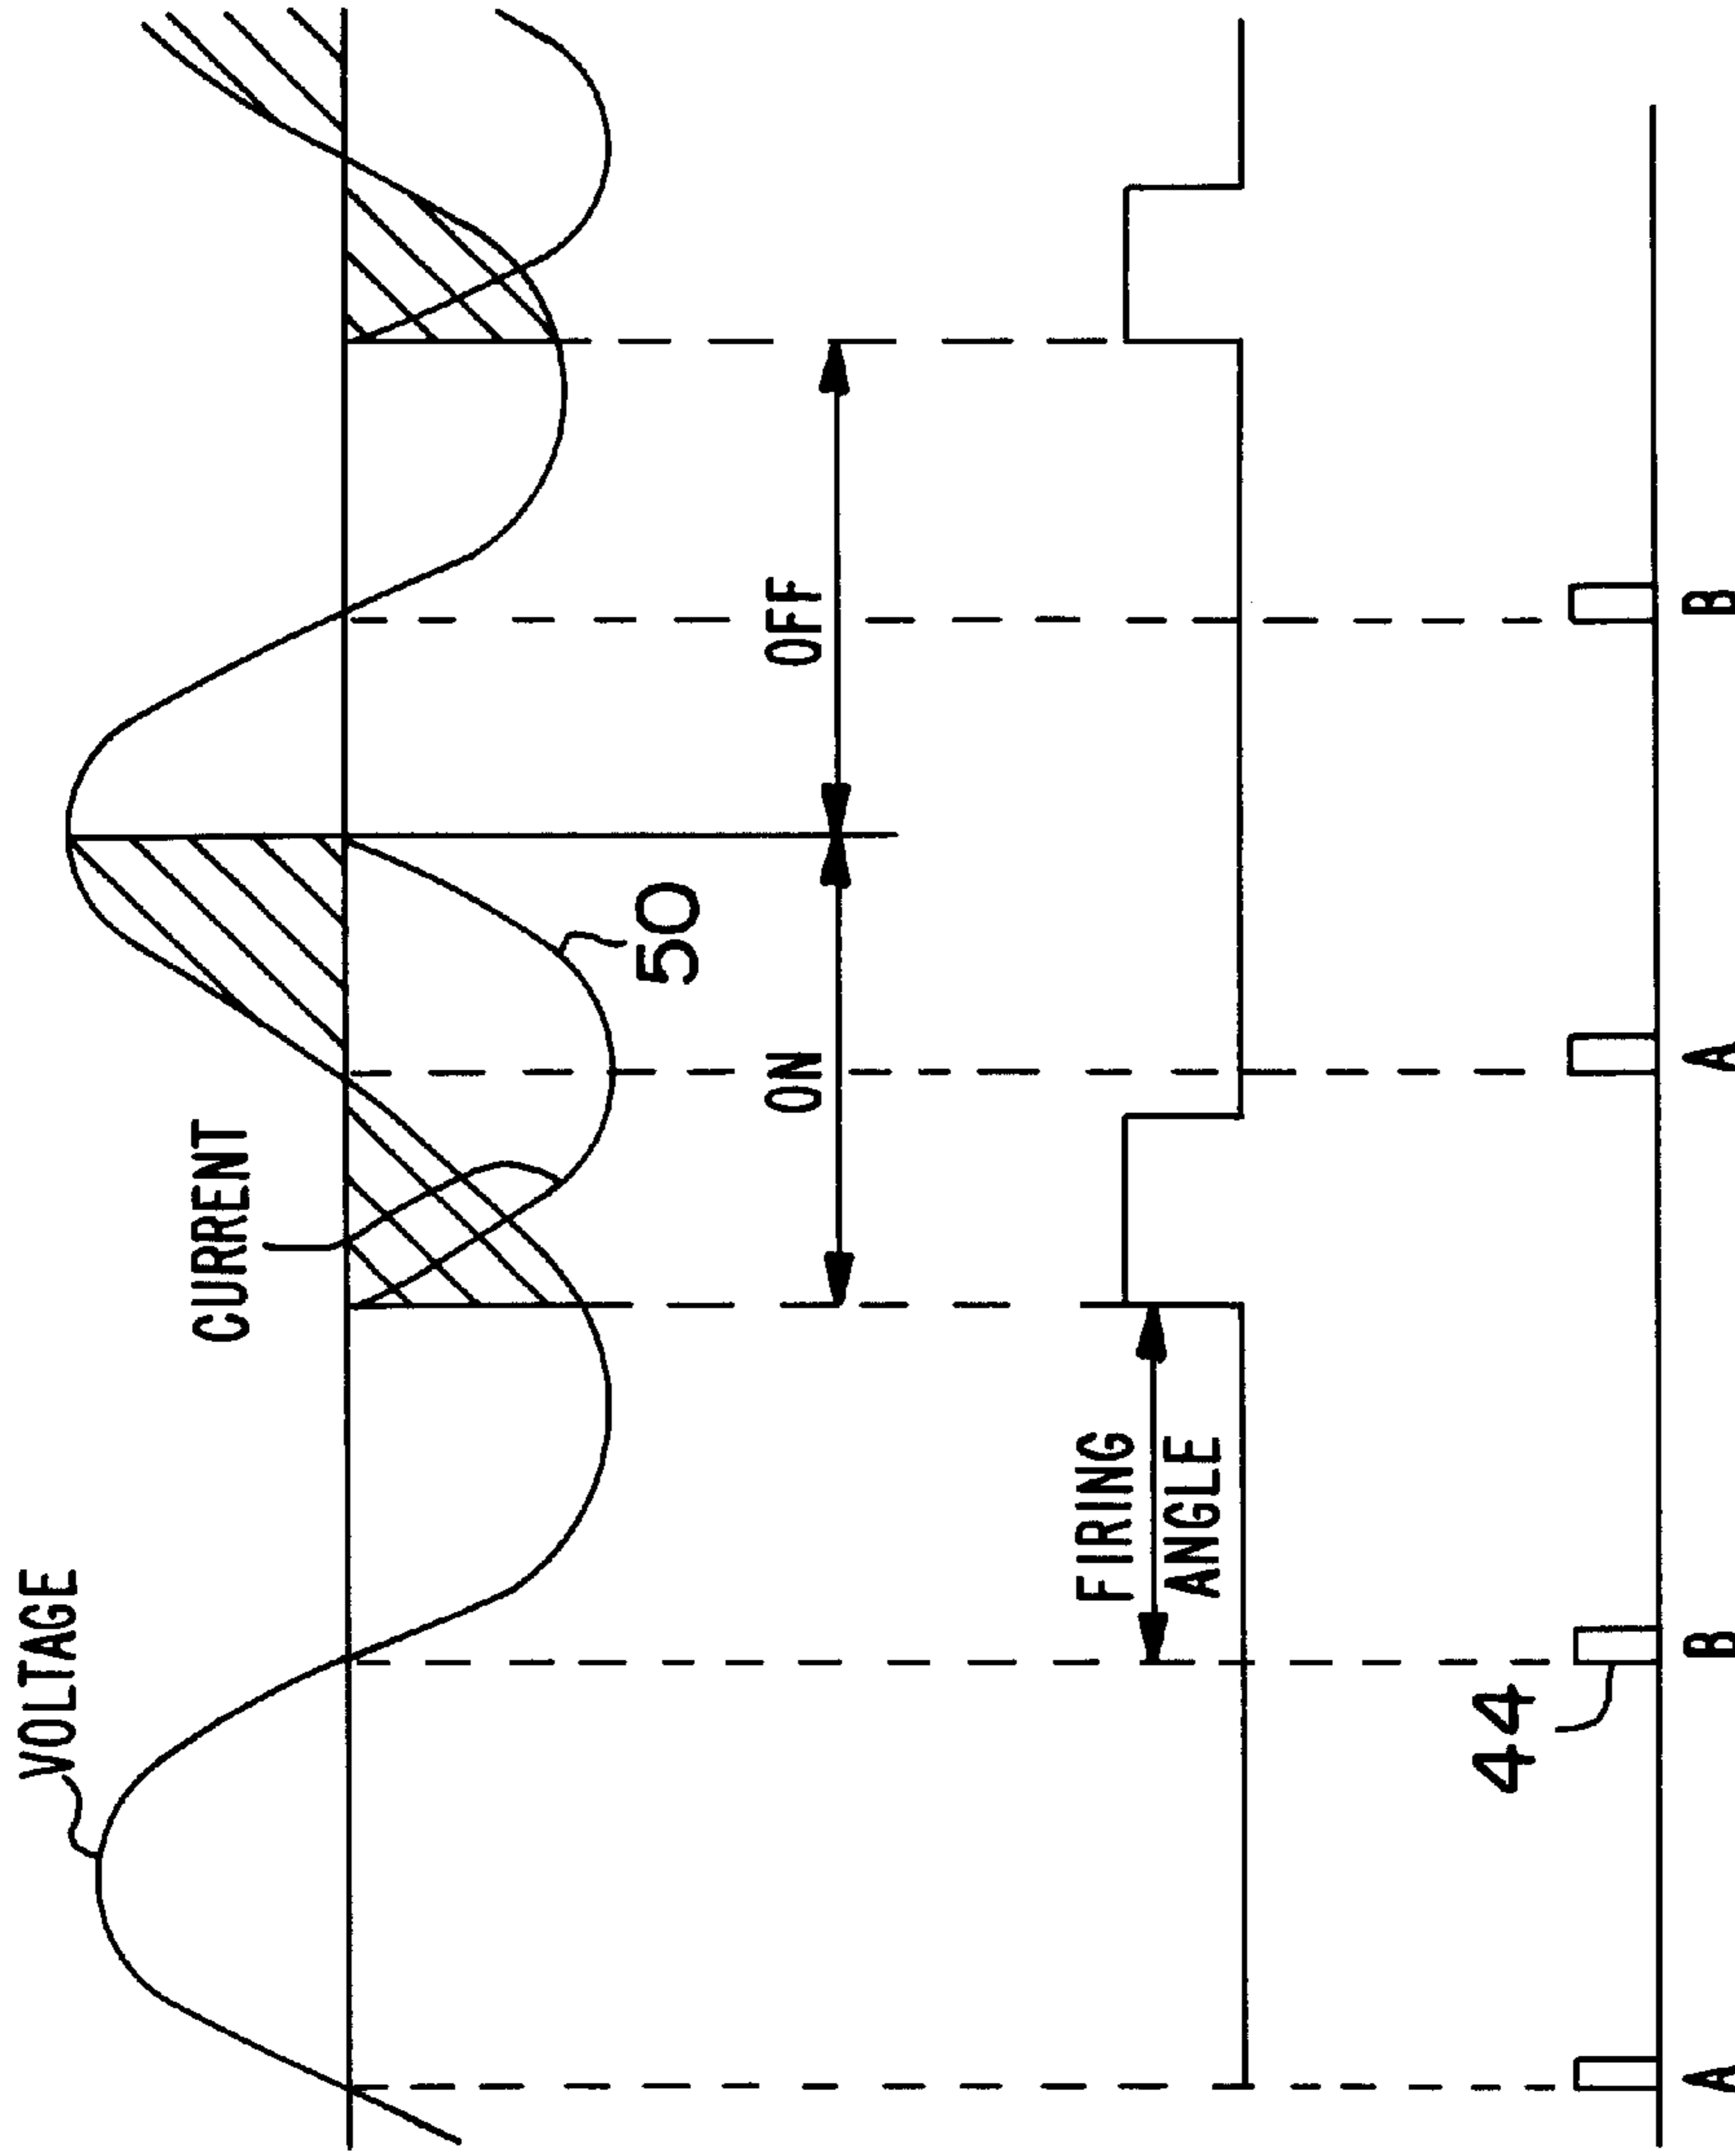 VOLTAGE
CURRENT
50
ON
OFF
FIRING
ANGLE
44
A
B
A
B